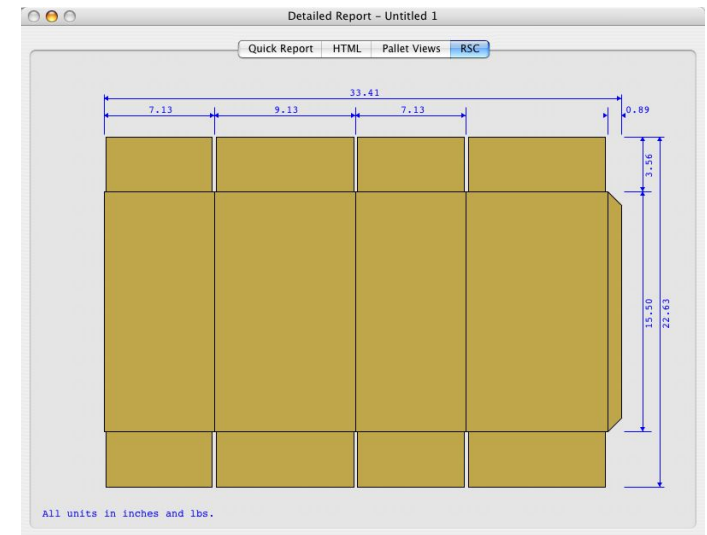 Detailed Report – Untitled 1
Quick Report HTML Pallet Views RSC
33.41
7.13 9.13 7.13 0.89
3.56
15.50
22.63
All units in inches and lbs.